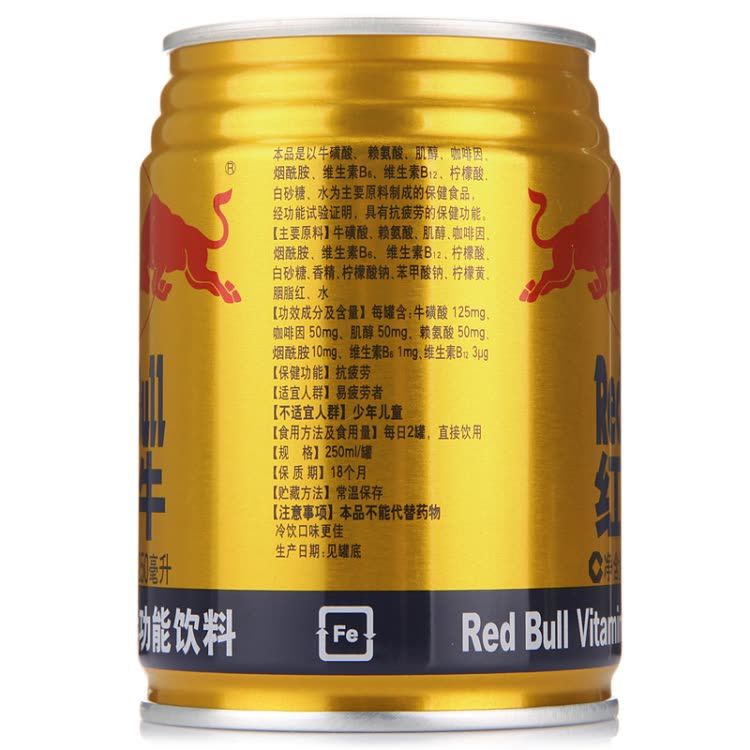 本品是以牛磺酸、赖氨酸、肌醇、咖啡因、
烟酰胺、维生素B₆、维生素B₁₂、柠檬酸、
白砂糖、水为主要原料制成的保健食品,
经功能试验证明,具有抗疲劳的保健功能。
【主要原料】牛磺酸、赖氨酸、肌醇、咖啡因、
烟酰胺、维生素B₆、维生素B₁₂、柠檬酸、
白砂糖、香精、柠檬酸钠、苯甲酸钠、柠檬黄、
胭脂红、水
【功效成分及含量】每罐含:牛磺酸 125mg、
咖啡因 50mg、肌醇 50mg、赖氨酸 50mg、
烟酰胺10mg、维生素B₆ 1mg、维生素B₁₂ 3μg
【保健功能】抗疲劳
【适宜人群】易疲劳者
【不适宜人群】少年儿童
【食用方法及食用量】每日2罐,直接饮用
【规 格】250ml/罐
【保 质 期】18个月
【贮藏方法】常温保存
【注意事项】本品不能代替药物
冷饮口味更佳
生产日期:见罐底
®
ull
牛
50毫升
功能饮料
Fe
Red
红
净含
Red Bull Vitamin